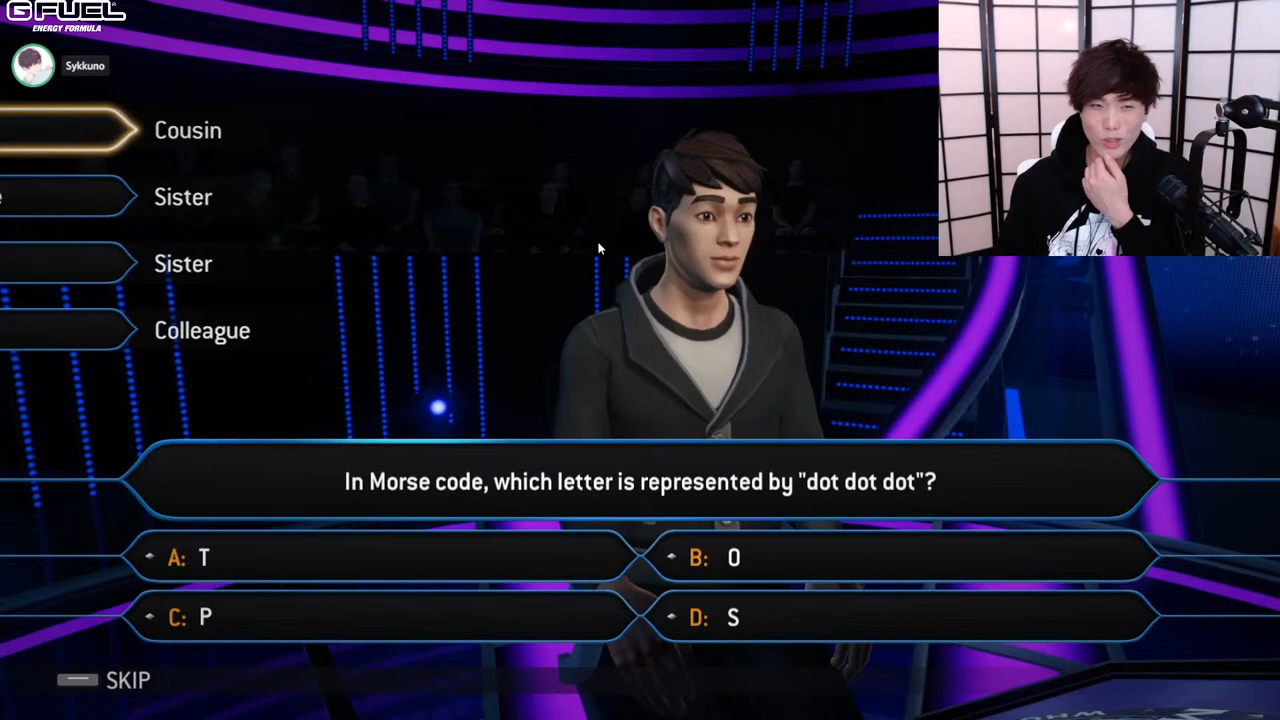 G FUEL
ENERGY FORMULA
Sykkuno
Cousin
Sister
Sister
Colleague
In Morse code, which letter is represented by "dot dot dot"?
A: T
B: O
C: P
D: S
SKIP